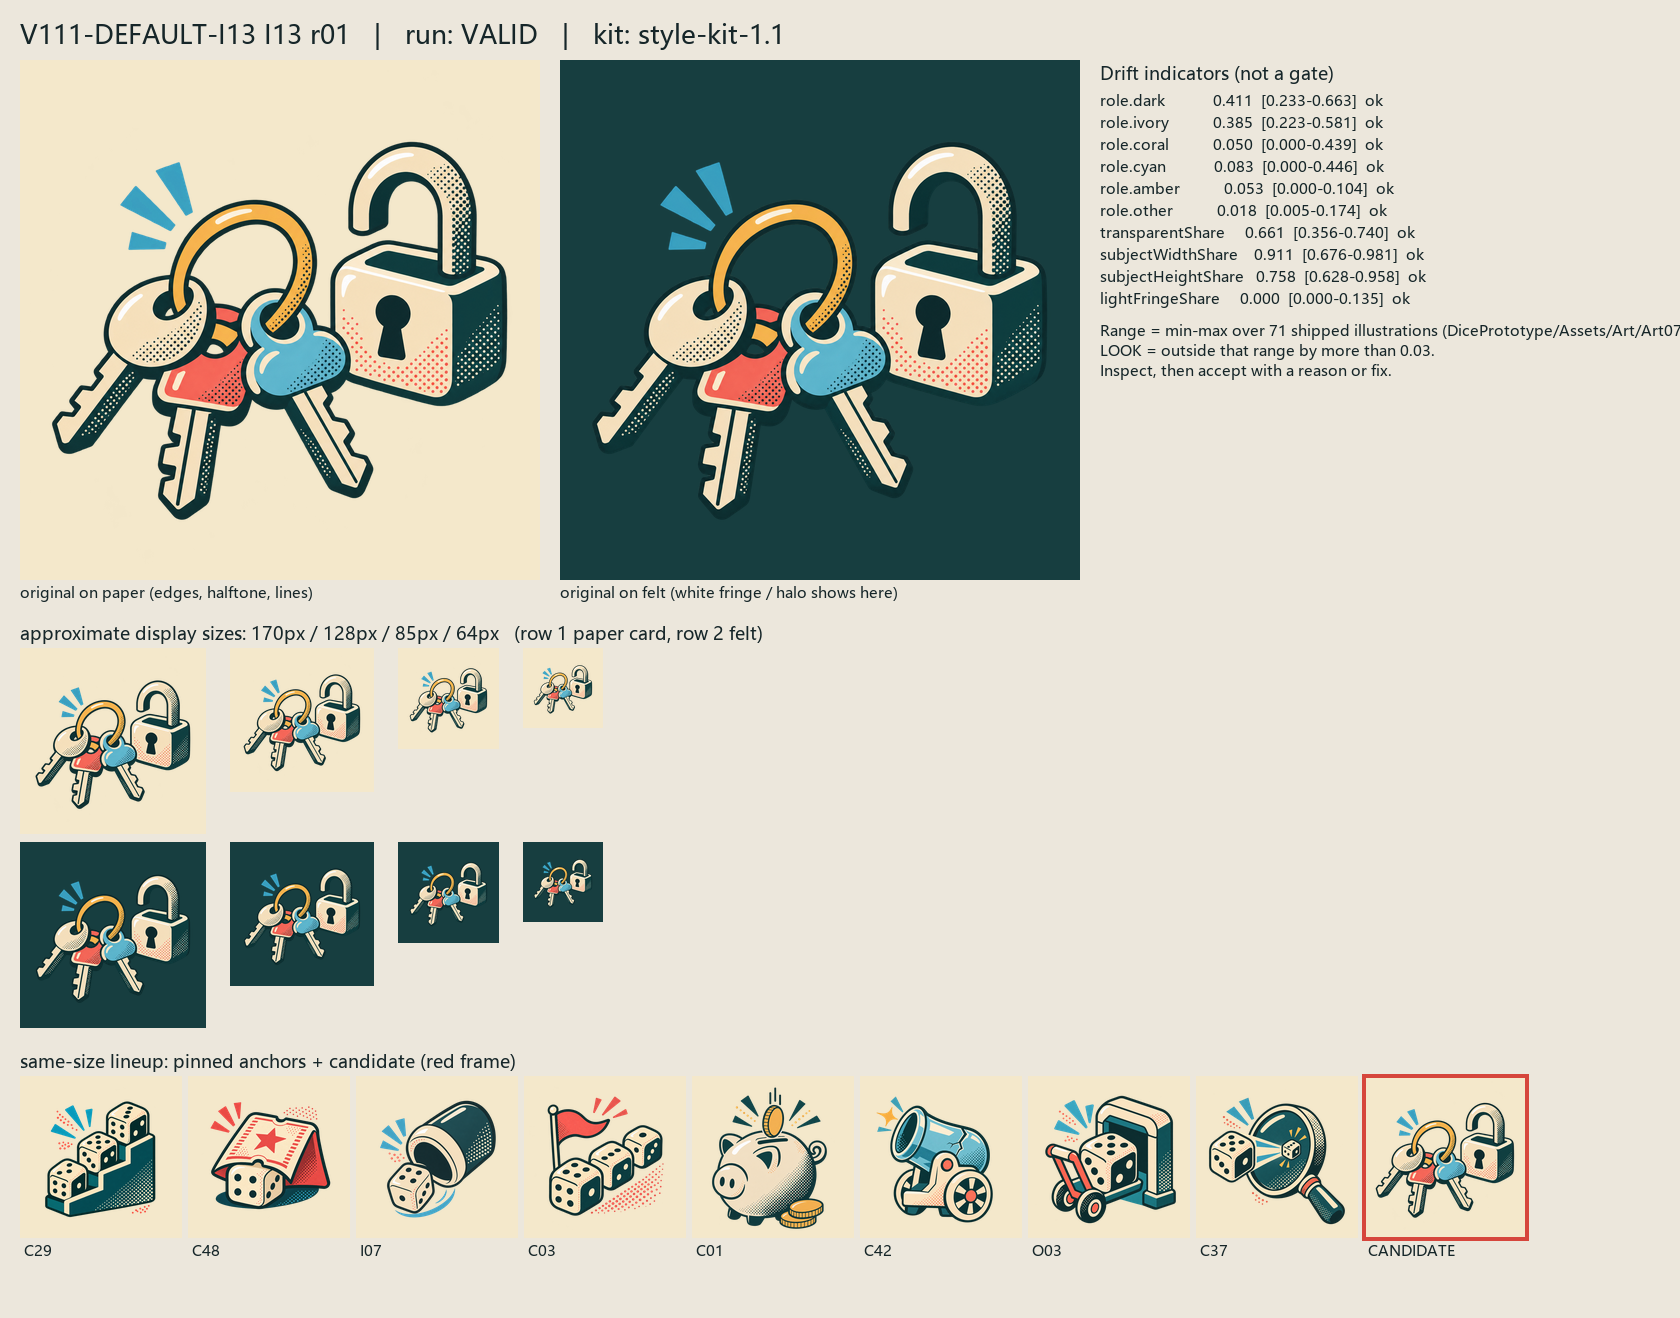 V111-DEFAULT-I13 I13 r01 | run: VALID | kit: style-kit-1.1
Drift indicators (not a gate)
role.dark 0.411 [0.233-0.663] ok
role.ivory 0.385 [0.223-0.581] ok
role.coral 0.050 [0.000-0.439] ok
role.cyan 0.083 [0.000-0.446] ok
role.amber 0.053 [0.000-0.104] ok
role.other 0.018 [0.005-0.174] ok
transparentShare 0.661 [0.356-0.740] ok
subjectWidthShare 0.911 [0.676-0.981] ok
subjectHeightShare 0.758 [0.628-0.958] ok
lightFringeShare 0.000 [0.000-0.135] ok
Range = min-max over 71 shipped illustrations (DicePrototype/Assets/Art/Art07
LOOK = outside that range by more than 0.03.
Inspect, then accept with a reason or fix.
original on paper (edges, halftone, lines)
original on felt (white fringe / halo shows here)
approximate display sizes: 170px / 128px / 85px / 64px (row 1 paper card, row 2 felt)
same-size lineup: pinned anchors + candidate (red frame)
C29
C48
I07
C03
C01
C42
O03
C37
CANDIDATE